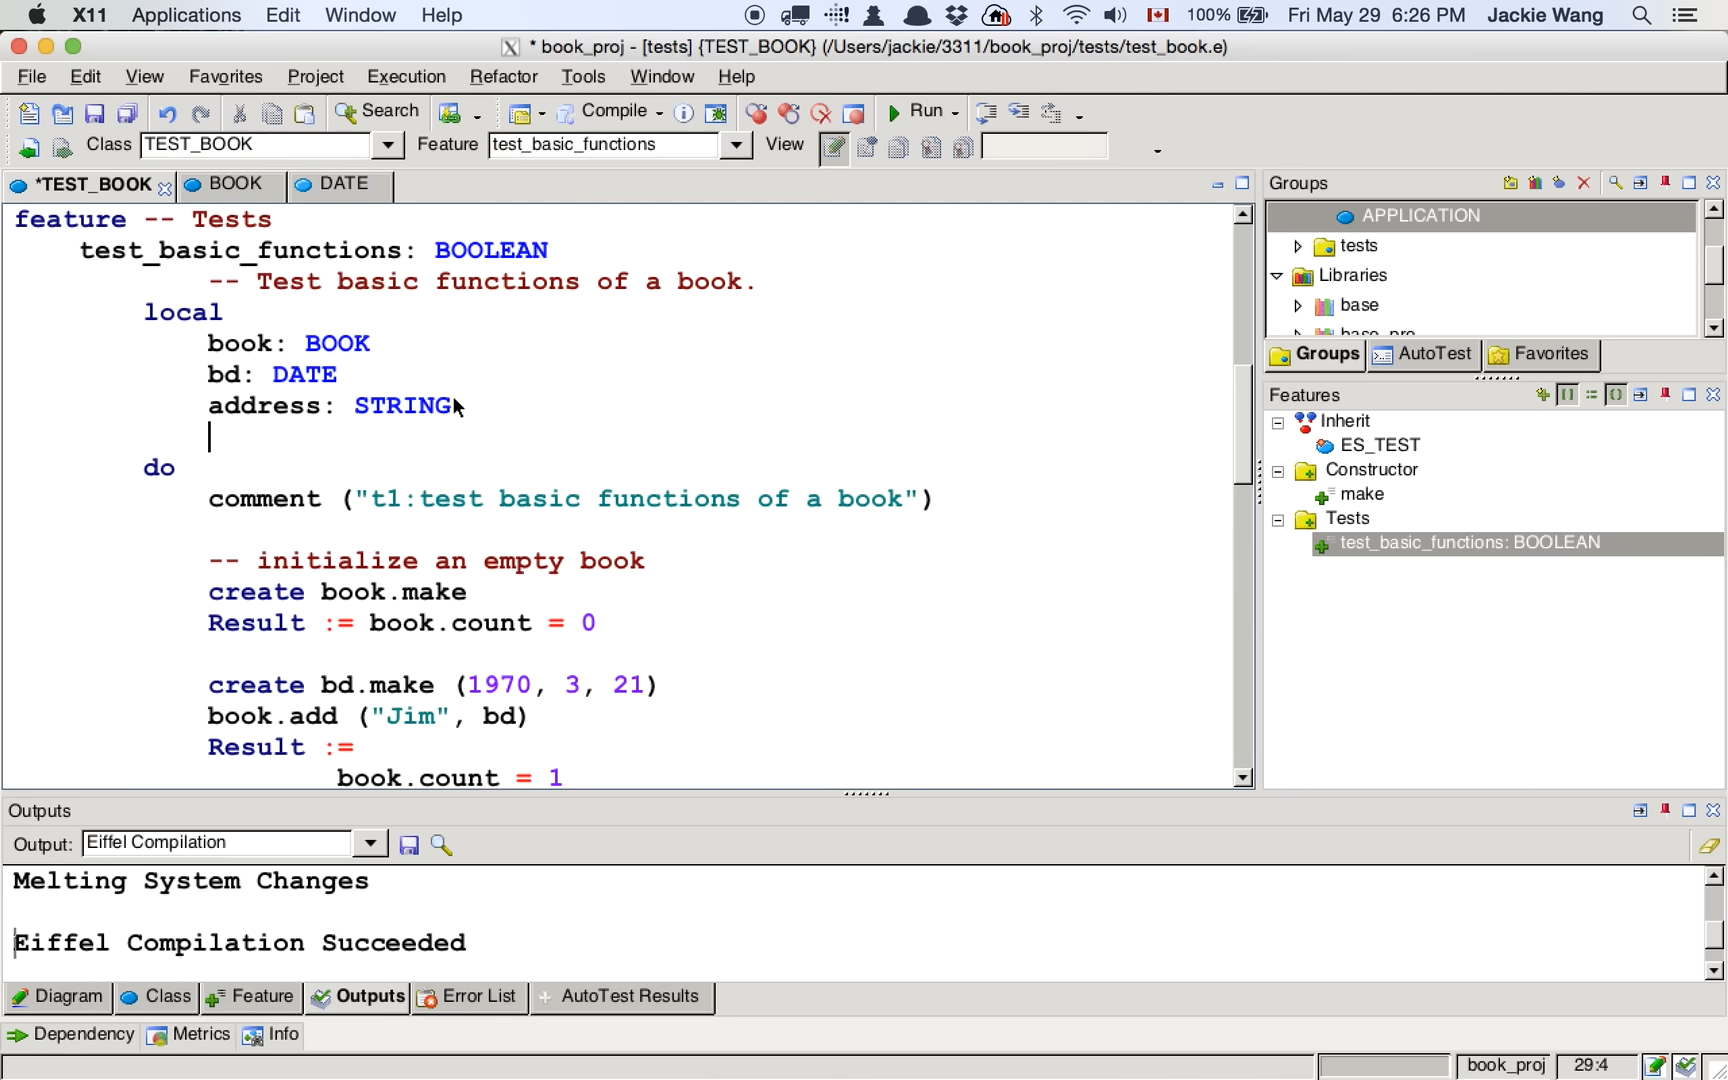 X11 Applications Edit Window Help 100% Fri May 29 6:26 PM Jackie Wang
X * book_proj - [tests] {TEST_BOOK} (/Users/jackie/3311/book_proj/tests/test_book.e)
File Edit View Favorites Project Execution Refactor Tools Window Help
Search Compile Run
Class TEST_BOOK Feature test_basic_functions View
*TEST_BOOK BOOK DATE
feature -- Tests
test_basic_functions: BOOLEAN
-- Test basic functions of a book.
local
book: BOOK
bd: DATE
address: STRING
do
comment ("t1:test basic functions of a book")
-- initialize an empty book
create book.make
Result := book.count = 0
create bd.make (1970, 3, 21)
book.add ("Jim", bd)
Result :=
book.count = 1
Groups
APPLICATION
tests
Libraries
base
base_pre
Groups AutoTest Favorites
Features
Inherit
ES_TEST
Constructor
make
Tests
test_basic_functions: BOOLEAN
Outputs
Output: Eiffel Compilation
Melting System Changes
Eiffel Compilation Succeeded
Diagram Class Feature Outputs Error List AutoTest Results
Dependency Metrics Info
book_proj 29:4